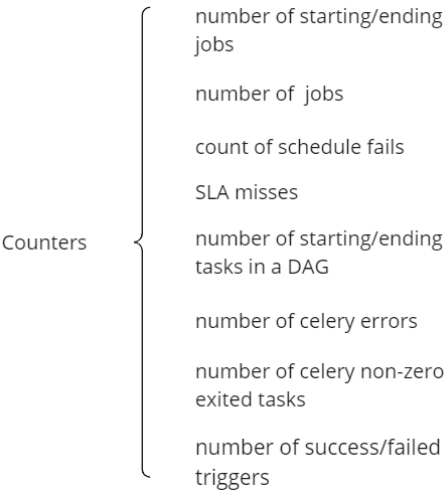 number of starting/ending
jobs
number of  jobs
count of schedule fails
SLA misses
Counters
number of starting/ending
tasks in a DAG
number of celery errors
number of celery non-zero
exited tasks
number of success/failed
triggers